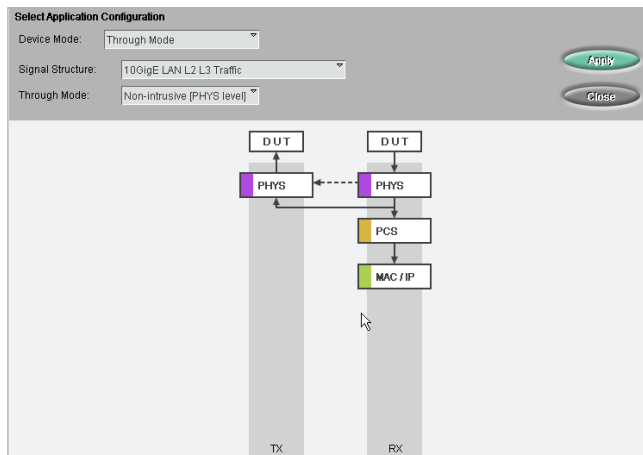 Select Application Configuration
Device Mode: Through Mode
Signal Structure: 10GigE LAN L2 L3 Traffic
Through Mode: Non-intrusive [PHYS level]
Apply
Close
DUT DUT
PHYS PHYS
PCS
MAC / IP
TX RX